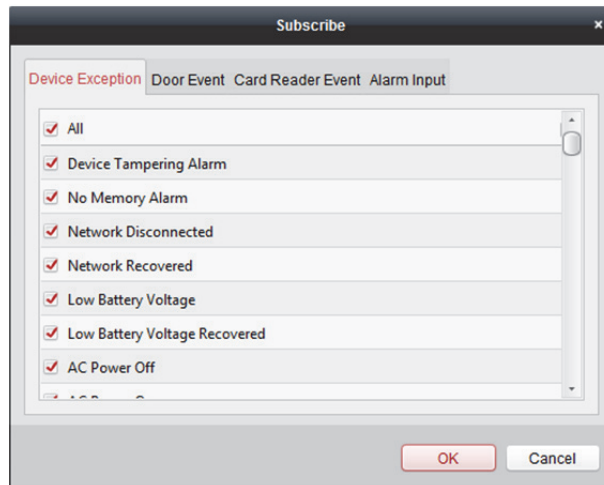 Subscribe
Device Exception Door Event Card Reader Event Alarm Input
All
Device Tampering Alarm
No Memory Alarm
Network Disconnected
Network Recovered
Low Battery Voltage
Low Battery Voltage Recovered
AC Power Off
OK Cancel